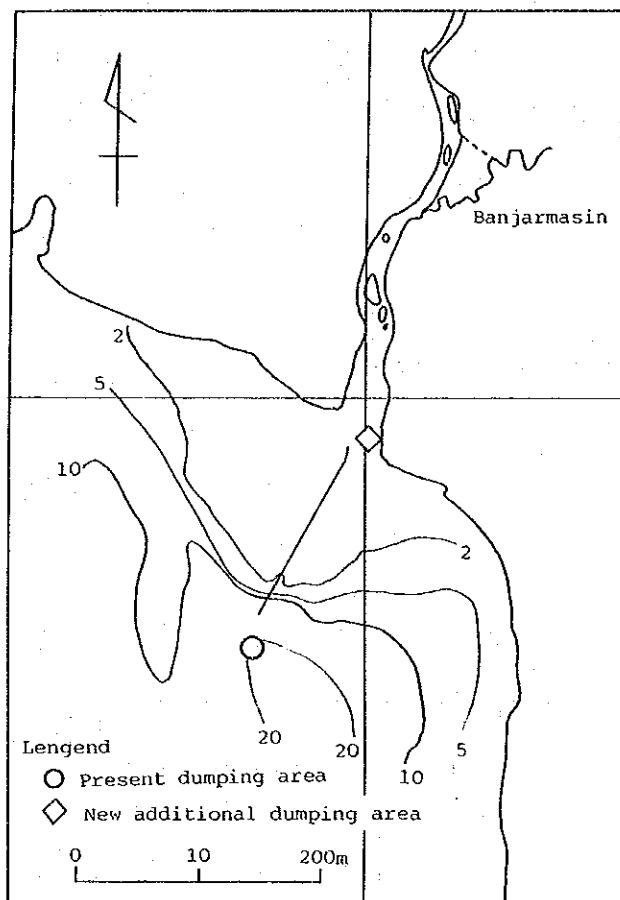 Banjarmasin
2
5
10
2
20
20
10
5
Lengend
Present dumping area
New additional dumping area
0 10 200m